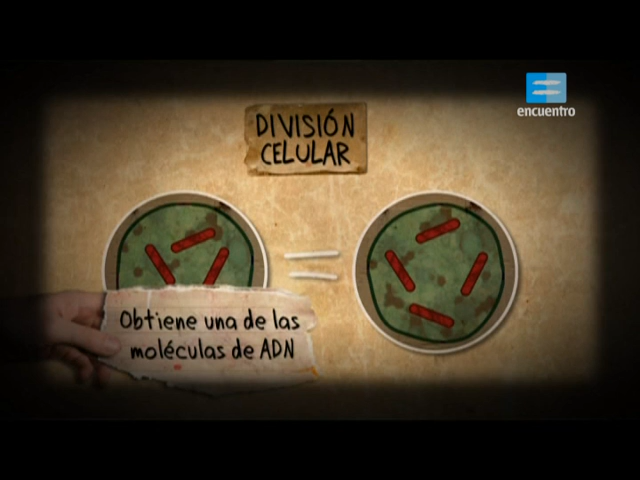 encuentro
DIVISIÓN
CELULAR
Obtiene una de las
moléculas de ADN